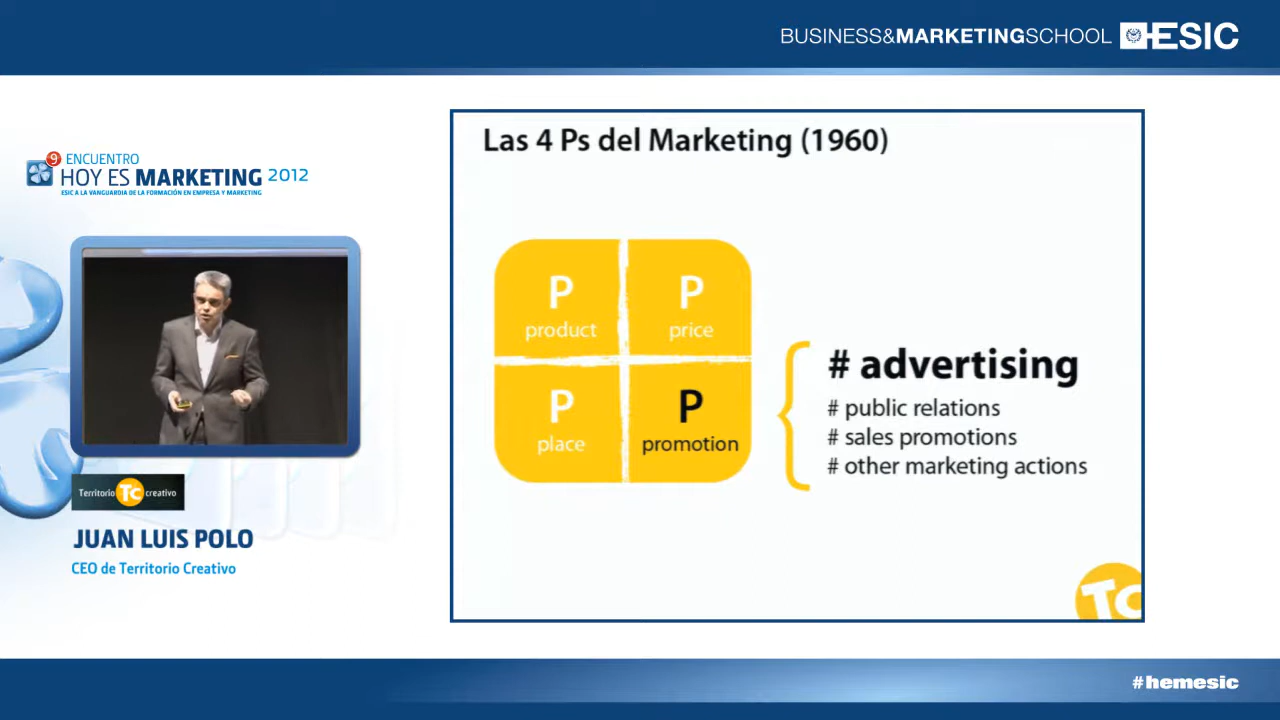 BUSINESS&MARKETINGSCHOOL ESIC
9 ENCUENTRO
HOY ES MARKETING 2012
ESIC A LA VANGUARDIA DE LA FORMACIÓN EN EMPRESA Y MARKETING
Territorio Tc creativo
JUAN LUIS POLO
CEO de Territorio Creativo
Las 4 Ps del Marketing (1960)
P
product
P
price
P
place
P
promotion
# advertising
# public relations
# sales promotions
# other marketing actions
Tc
#hemesic